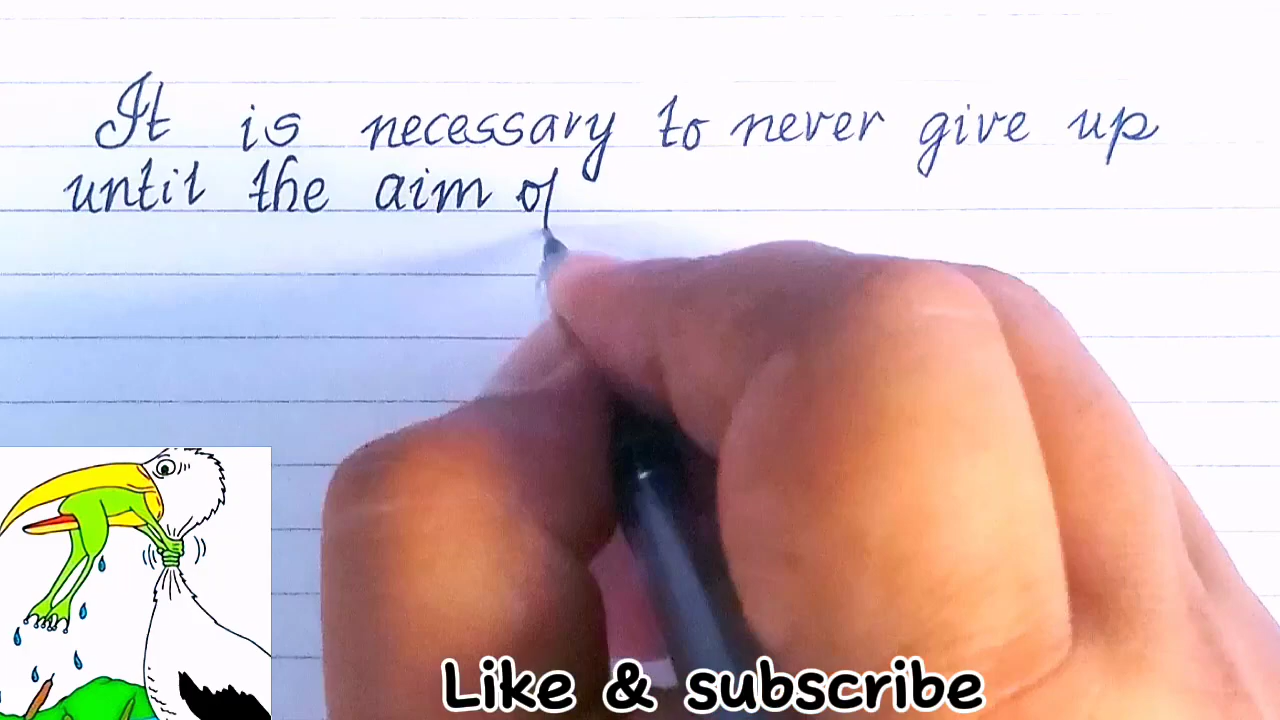 It is necessary to never give up
until the aim of
Like & subscribe